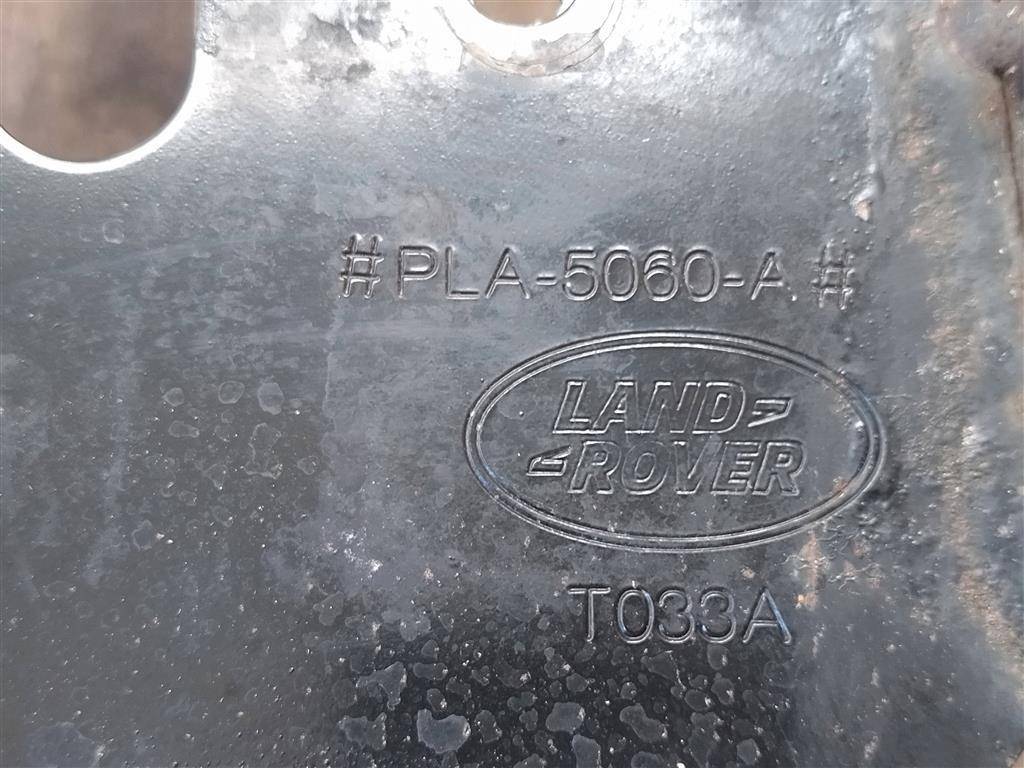 #PLA-5060-A #
LAND
ROVER
T033A